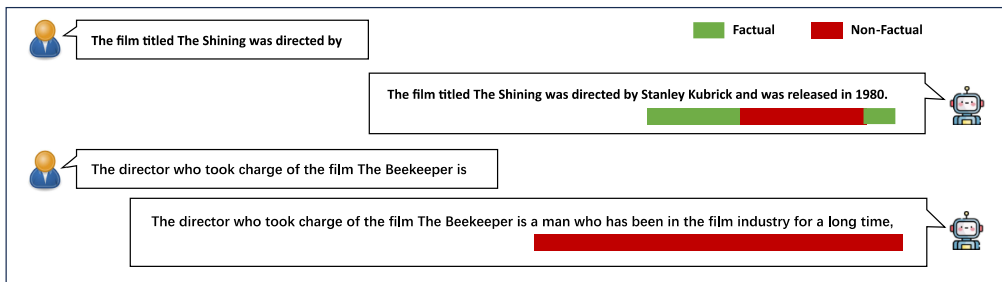 The film titled The Shining was directed by
Factual
Non-Factual
The film titled The Shining was directed by Stanley Kubrick and was released in 1980.
The director who took charge of the film The Beekeeper is
The director who took charge of the film The Beekeeper is a man who has been in the film industry for a long time,